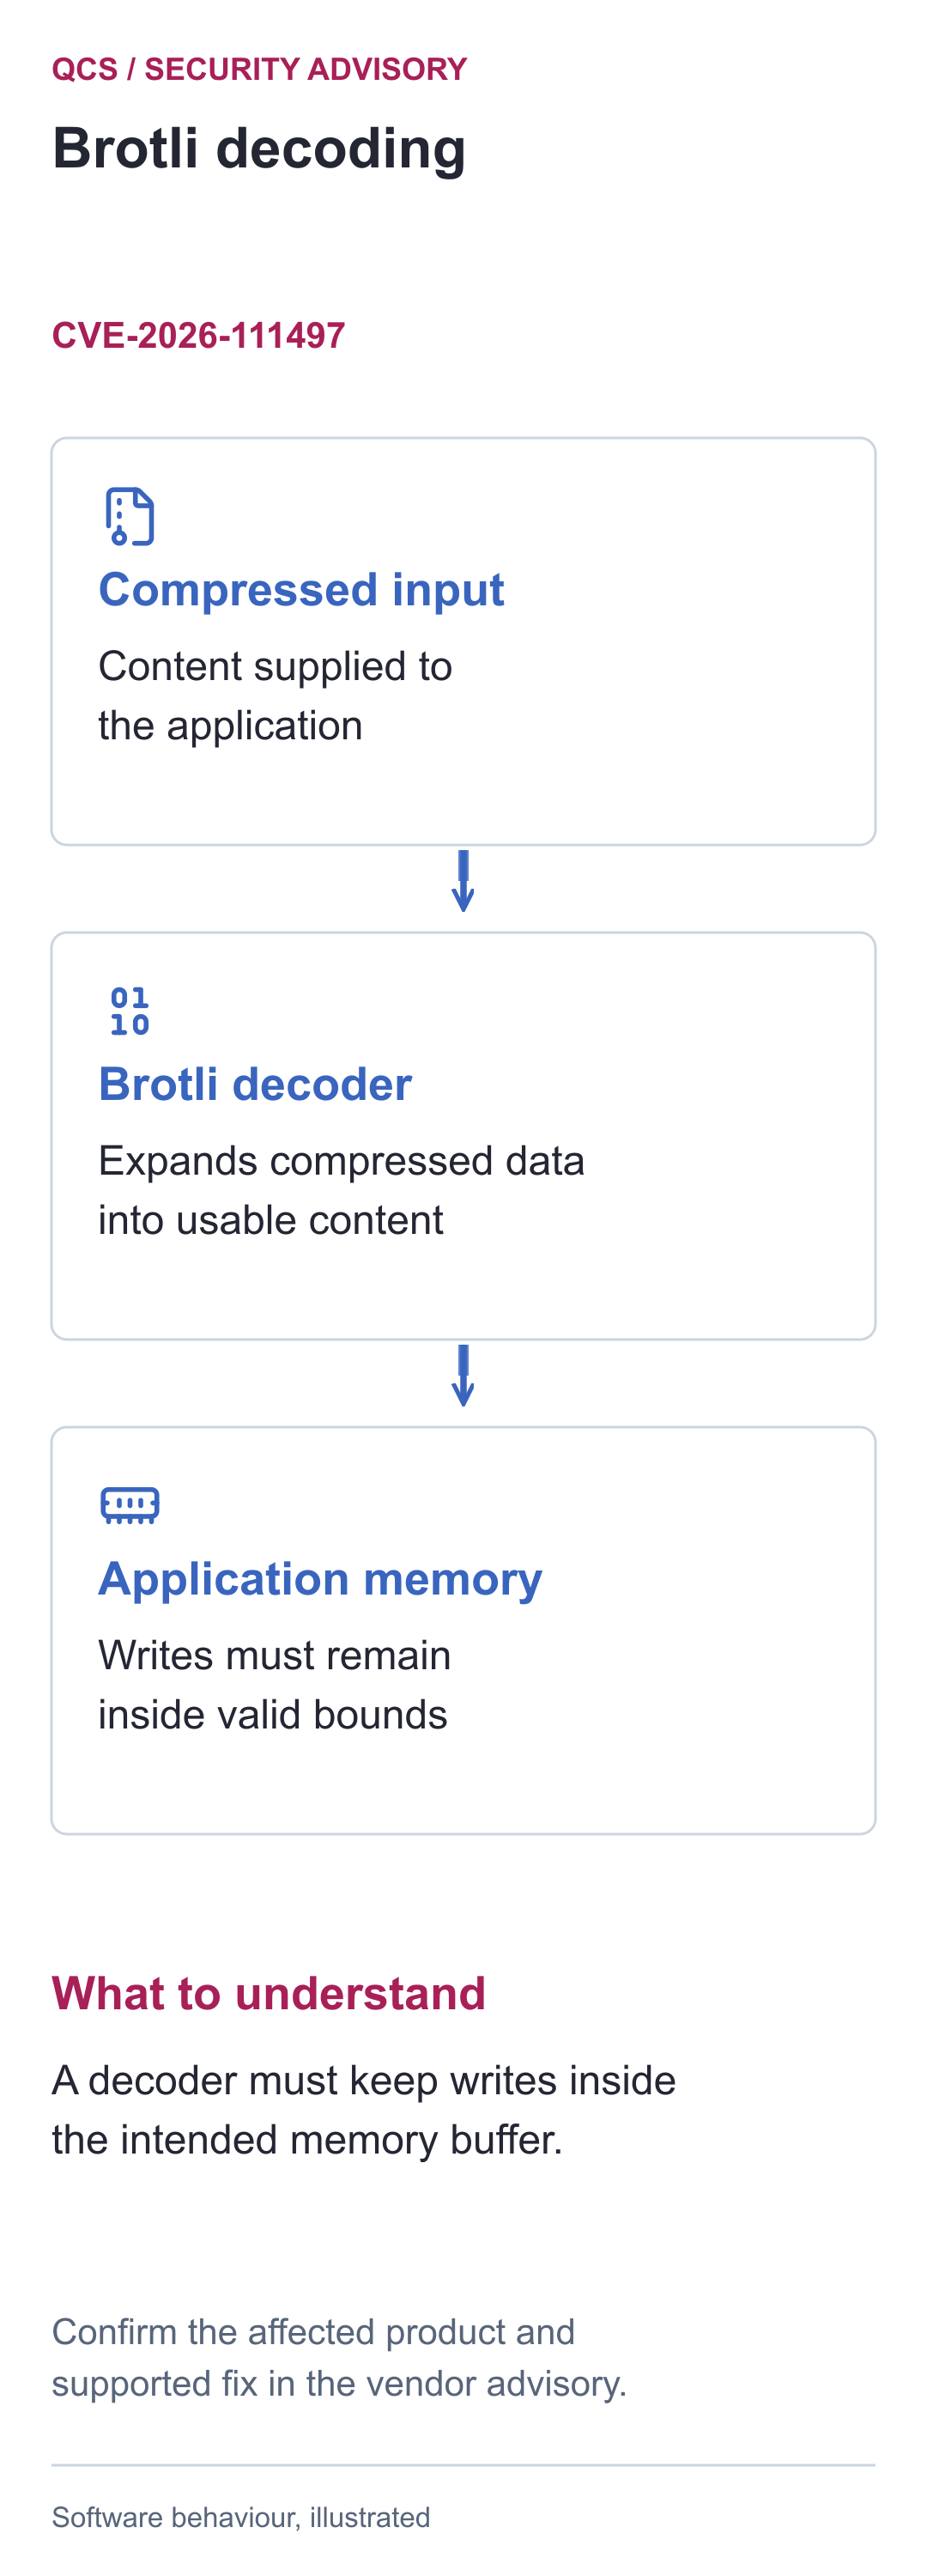 QCS / SECURITY ADVISORY
Brotli decoding
CVE-2026-111497
Compressed input
Content supplied to
the application
01
10
Brotli decoder
Expands compressed data
into usable content
Application memory
Writes must remain
inside valid bounds
What to understand
A decoder must keep writes inside
the intended memory buffer.
Confirm the affected product and
supported fix in the vendor advisory.
Software behaviour, illustrated